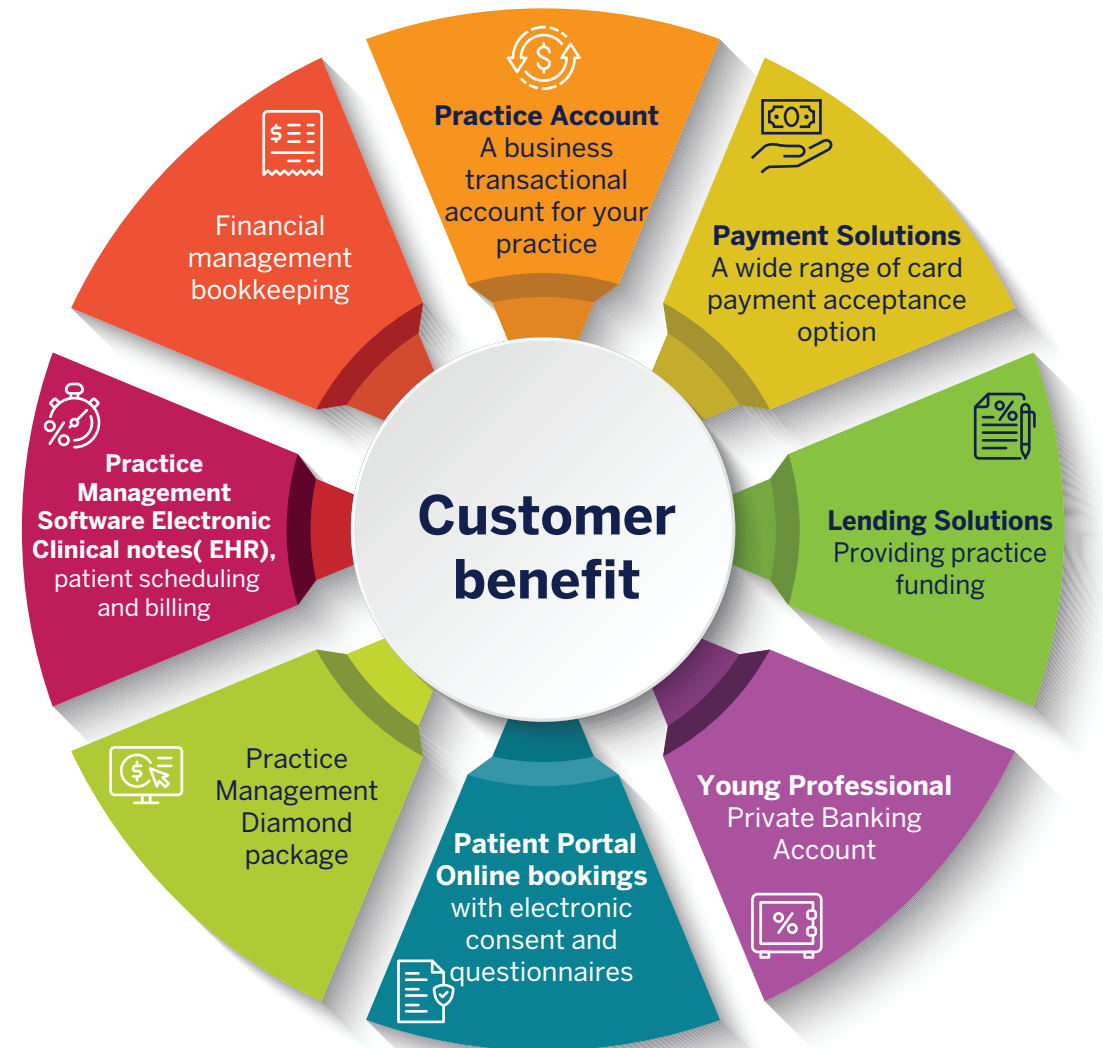 Practice Account
A business
transactional
account for your
practice
Payment Solutions
A wide range of card
payment acceptance
option
Lending Solutions
Providing practice
funding
Young Professional
Private Banking
Account
Patient Portal
Online bookings
with electronic
consent and
questionnaires
Practice
Management
Diamond
package
Practice
Management
Software Electronic
Clinical notes( EHR),
patient scheduling
and billing
Financial
management
bookkeeping
Customer
benefit